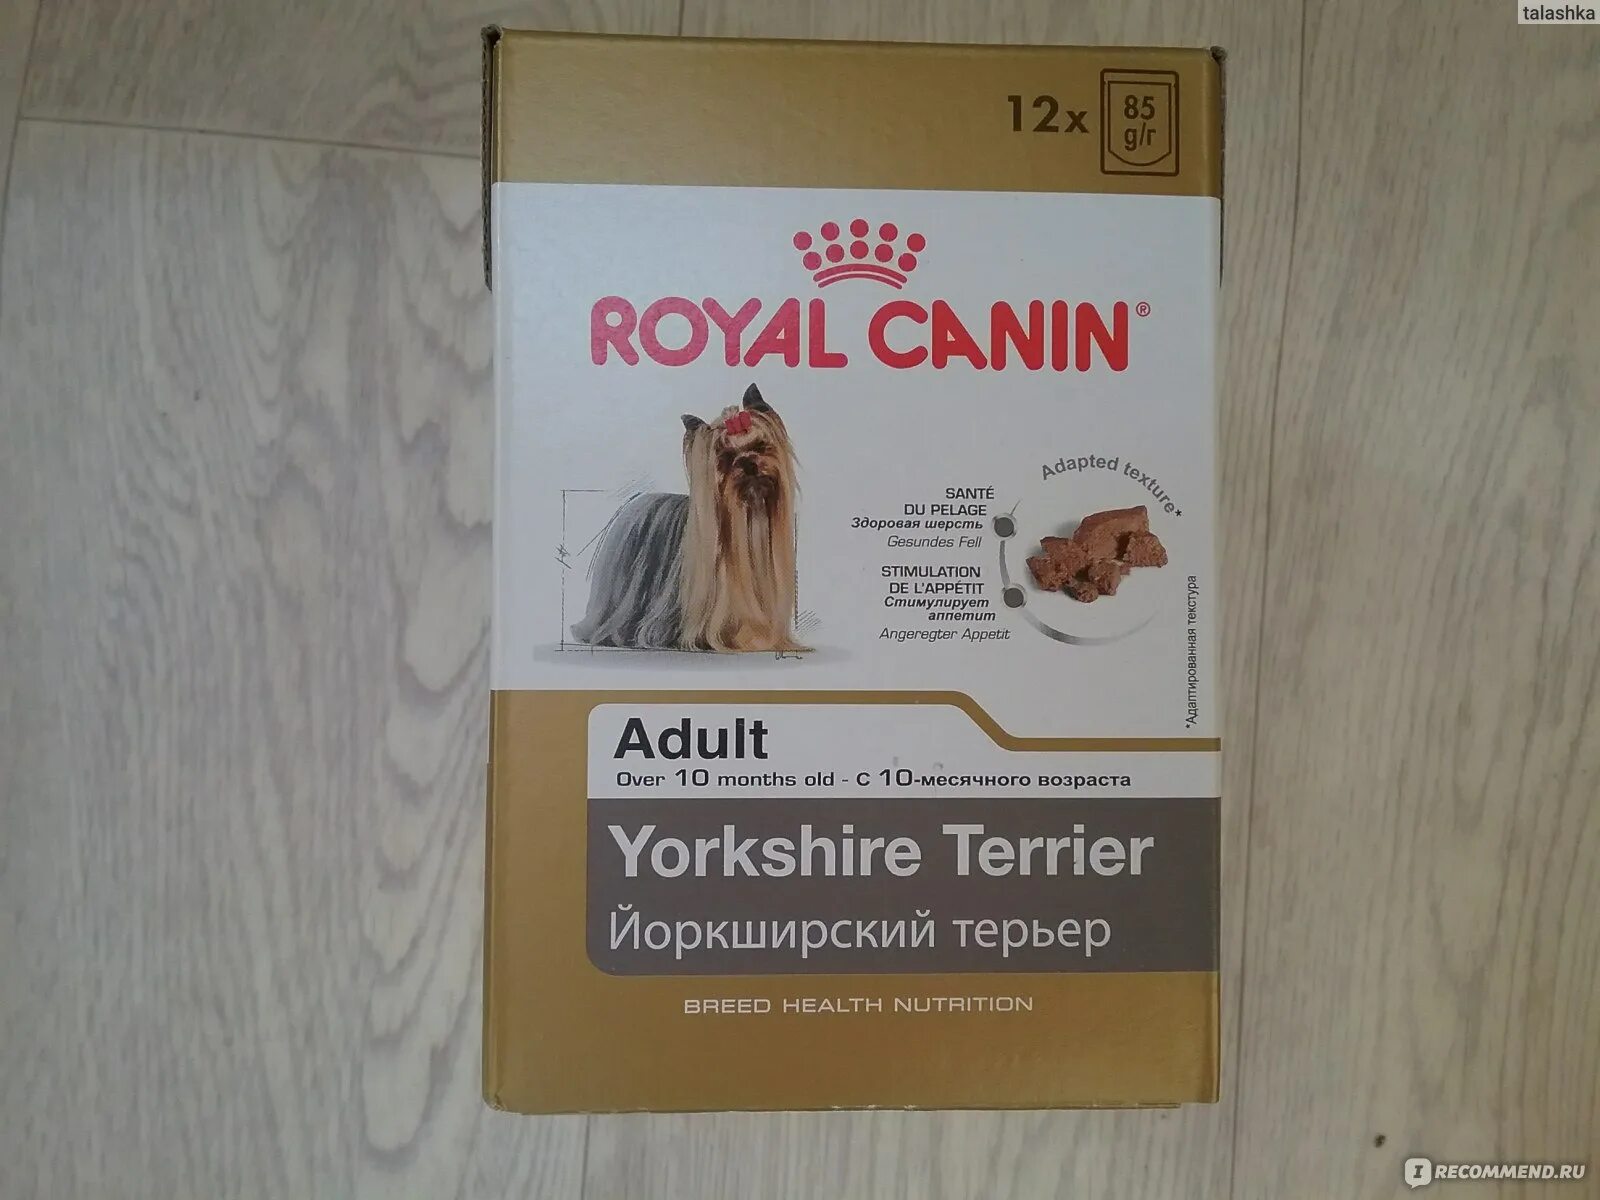 talashka
12x
85
g/г
ROYAL CANIN®
Adapted texture*
SANTÉ
DU PELAGE
Здоровая шерсть
Gesundes Fell
STIMULATION
DE L'APPÉTIT
Стимулирует
аппетит
Angeregter Appetit
*Адаптированная текстура
Adult
Over 10 months old - С 10-месячного возраста
Yorkshire Terrier
Йоркширский терьер
BREED HEALTH NUTRITION
IRECOMMEND.RU